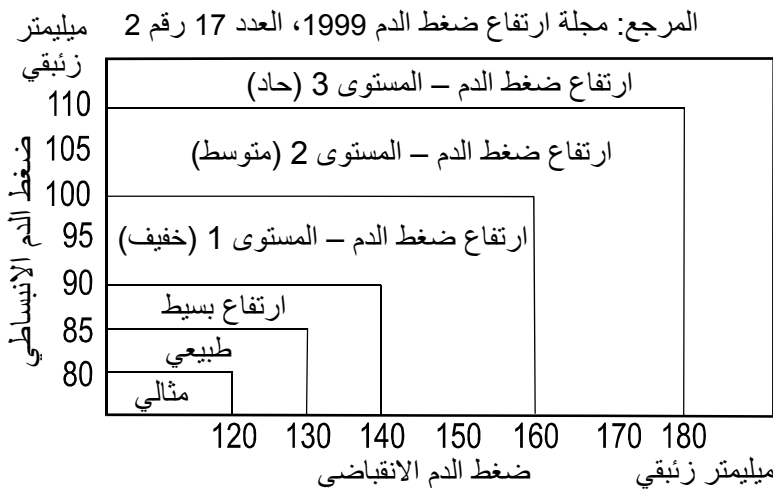 المرجع: مجلة ارتفاع ضغط الدم 1999، العدد 17 رقم 2
ميليمتر
زئبقي
ارتفاع ضغط الدم – المستوى 3 (حاد)
110
ارتفاع ضغط الدم – المستوى 2 (متوسط)
105
100
ارتفاع ضغط الدم – المستوى 1 (خفيف)
95
90
ارتفاع بسيط
85
طبيعي
80
مثالي
ضغط الدم الانبساطي
120 130 140 150 160 170 180
ضغط الدم الانقباضي
ميليمتر زئبقي